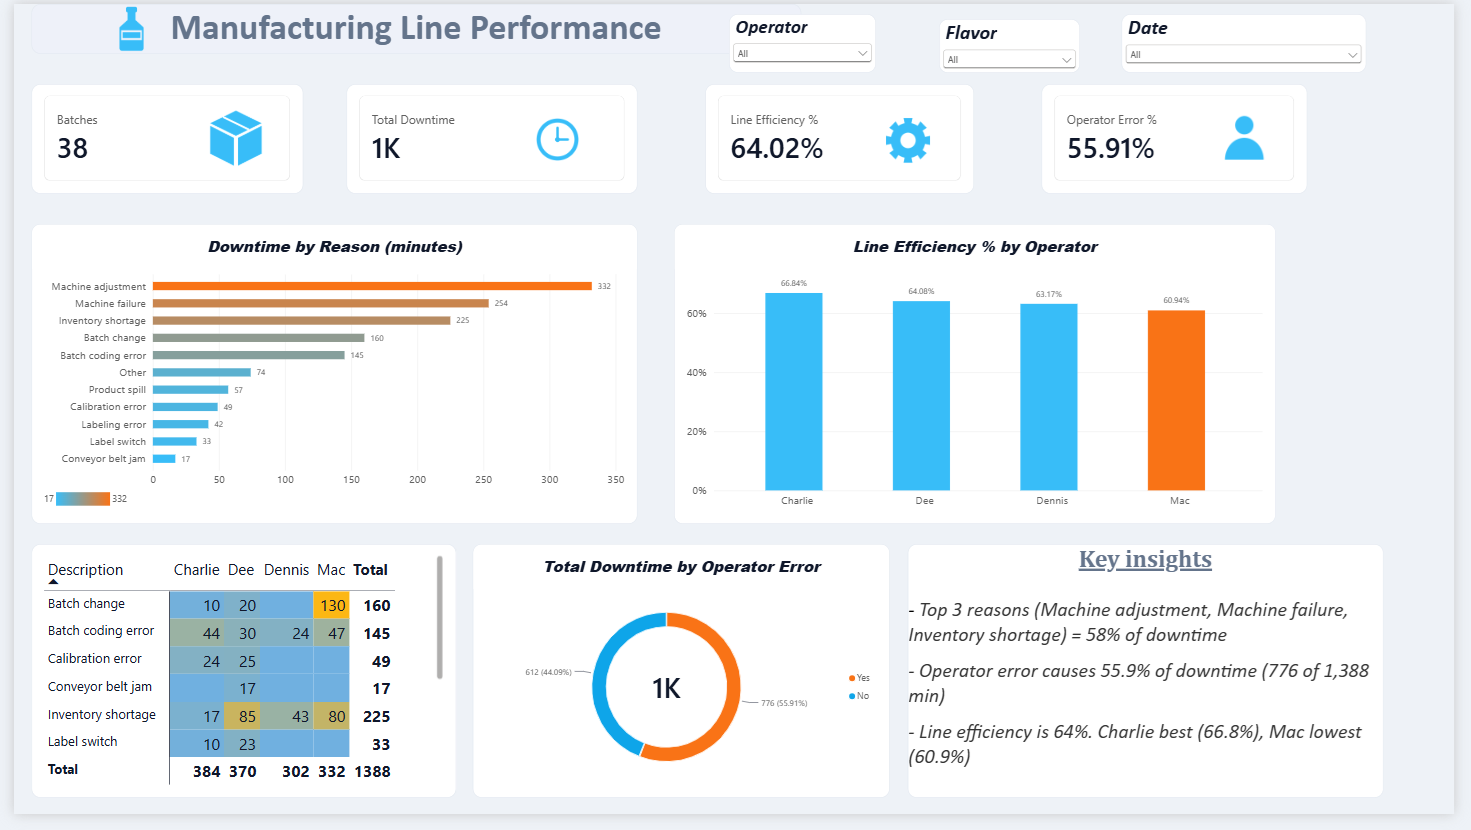 Manufacturing Line Performance
Operator
All
Flavor
All
Date
All
Batches
38
Total Downtime
1K
Line Efficiency %
64.02%
Operator Error %
55.91%
Downtime by Reason (minutes)
Machine adjustment 332
Machine failure 254
Inventory shortage 225
Batch change 160
Batch coding error 145
Other 74
Product spill 57
Calibration error 49
Labeling error 42
Label switch 33
Conveyor belt jam 17
0 50 100 150 200 250 300 350
17 332
Line Efficiency % by Operator
66.84% 64.08% 63.17% 60.94%
60%
40%
20%
0%
Charlie Dee Dennis Mac
Description Charlie Dee Dennis Mac Total
Batch change 10 20 130 160
Batch coding error 44 30 24 47 145
Calibration error 24 25 49
Conveyor belt jam 17 17
Inventory shortage 17 85 43 80 225
Label switch 10 23 33
Total 384 370 302 332 1388
Total Downtime by Operator Error
612 (44.09%)
1K
776 (55.91%)
Yes
No
Key insights
- Top 3 reasons (Machine adjustment, Machine failure,
Inventory shortage) = 58% of downtime
- Operator error causes 55.9% of downtime (776 of 1,388
min)
- Line efficiency is 64%. Charlie best (66.8%), Mac lowest
(60.9%)